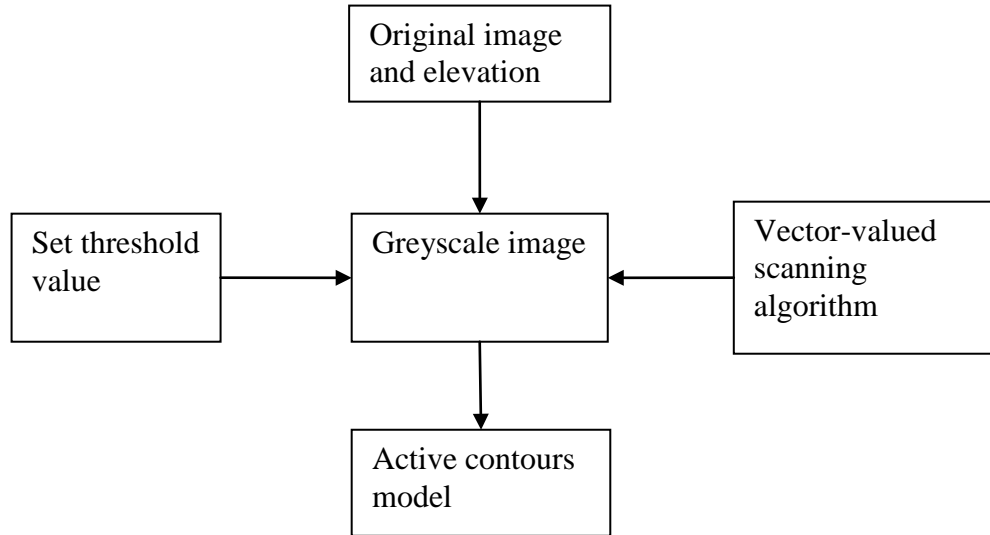 Original image
and elevation
Set threshold
value
Greyscale image
Vector-valued
scanning
algorithm
Active contours
model